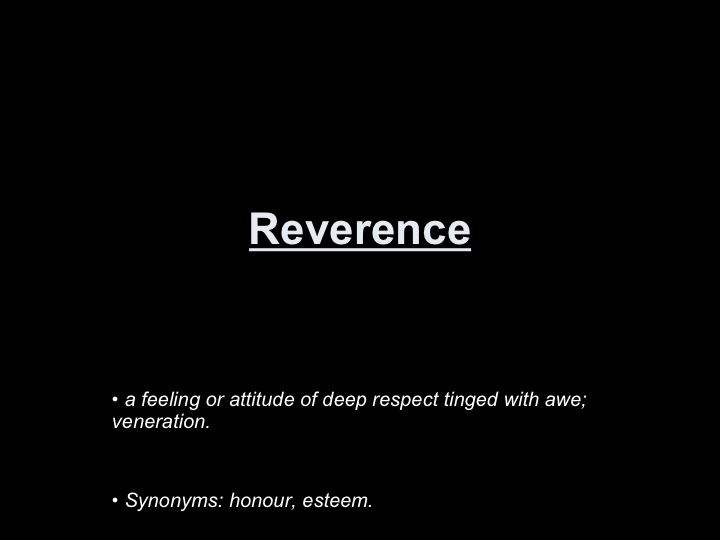 Reverence
• a feeling or attitude of deep respect tinged with awe;
veneration.
• Synonyms: honour, esteem.